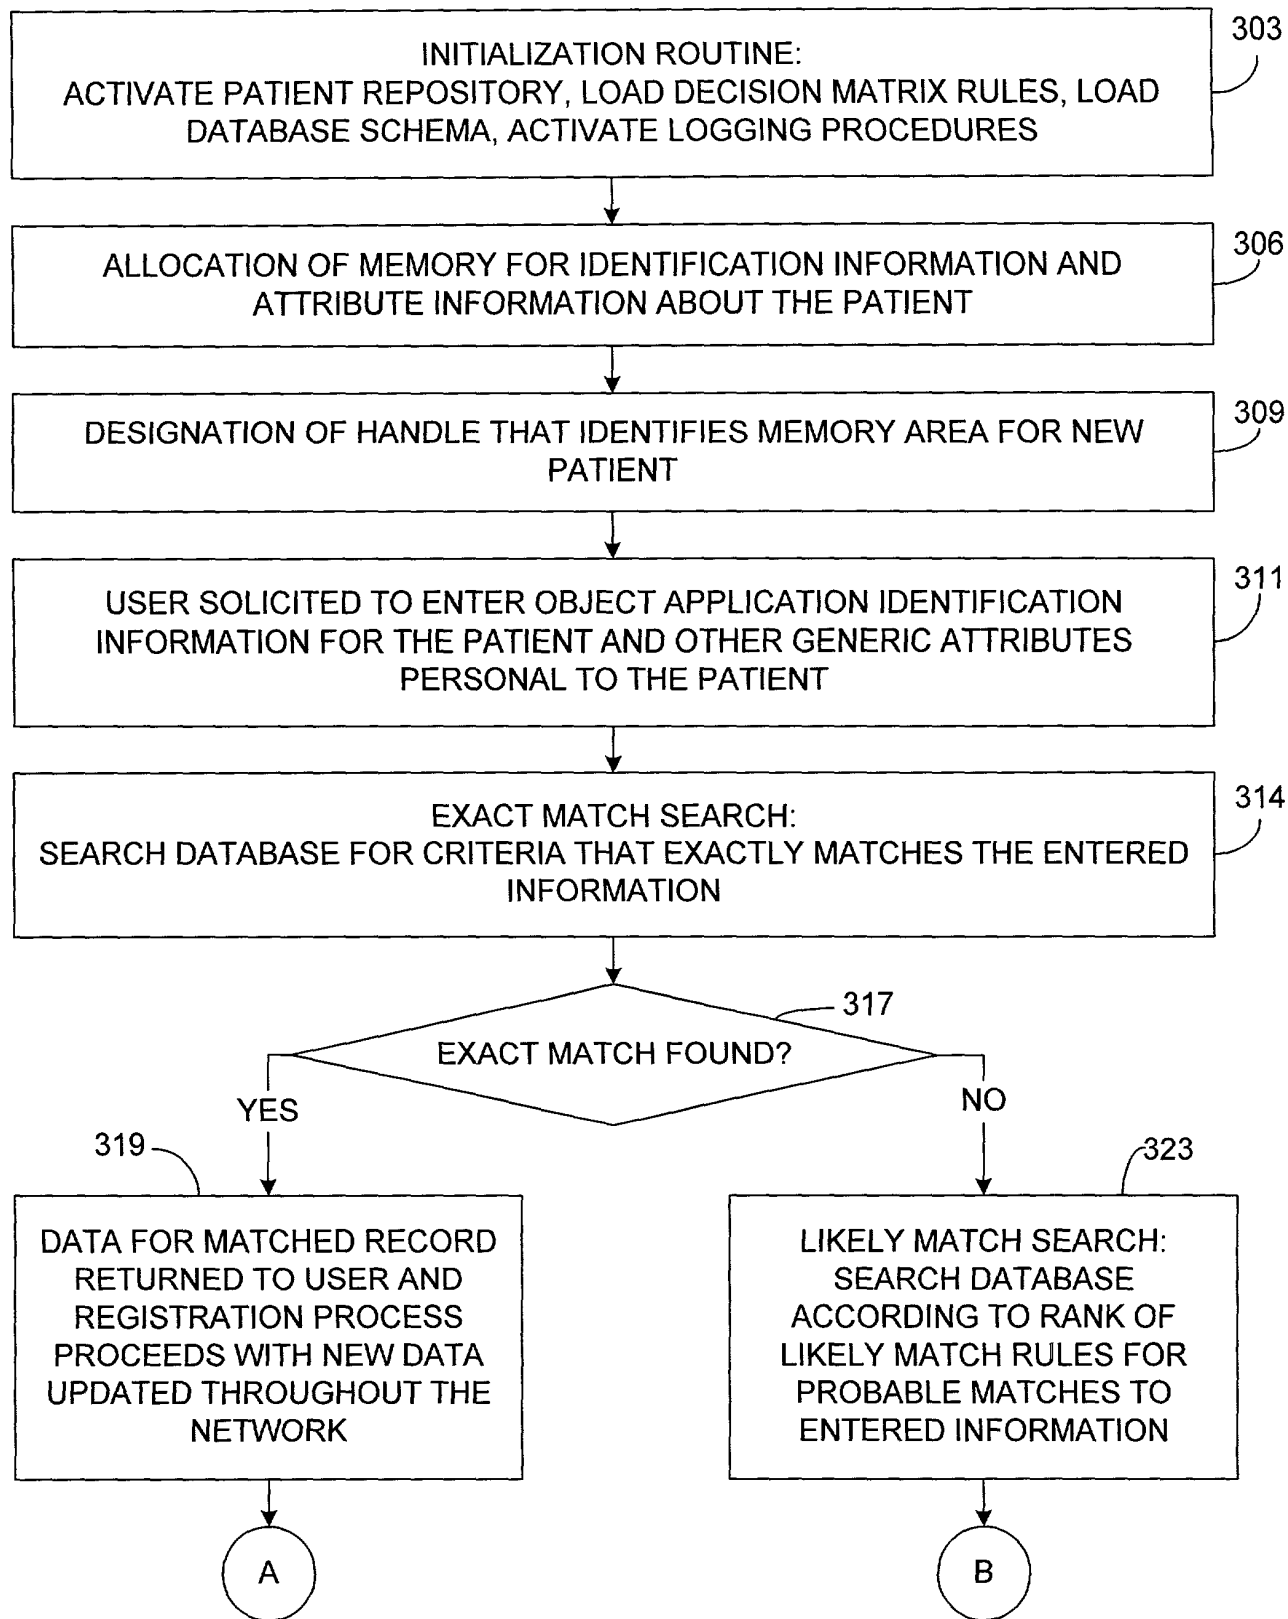 303
INITIALIZATION ROUTINE:
ACTIVATE PATIENT REPOSITORY, LOAD DECISION MATRIX RULES, LOAD
DATABASE SCHEMA, ACTIVATE LOGGING PROCEDURES
306
ALLOCATION OF MEMORY FOR IDENTIFICATION INFORMATION AND
ATTRIBUTE INFORMATION ABOUT THE PATIENT
309
DESIGNATION OF HANDLE THAT IDENTIFIES MEMORY AREA FOR NEW
PATIENT
311
USER SOLICITED TO ENTER OBJECT APPLICATION IDENTIFICATION
INFORMATION FOR THE PATIENT AND OTHER GENERIC ATTRIBUTES
PERSONAL TO THE PATIENT
314
EXACT MATCH SEARCH:
SEARCH DATABASE FOR CRITERIA THAT EXACTLY MATCHES THE ENTERED
INFORMATION
317
EXACT MATCH FOUND?
YES
NO
319
DATA FOR MATCHED RECORD
RETURNED TO USER AND
REGISTRATION PROCESS
PROCEEDS WITH NEW DATA
UPDATED THROUGHOUT THE
NETWORK
323
LIKELY MATCH SEARCH:
SEARCH DATABASE
ACCORDING TO RANK OF
LIKELY MATCH RULES FOR
PROBABLE MATCHES TO
ENTERED INFORMATION
A
B